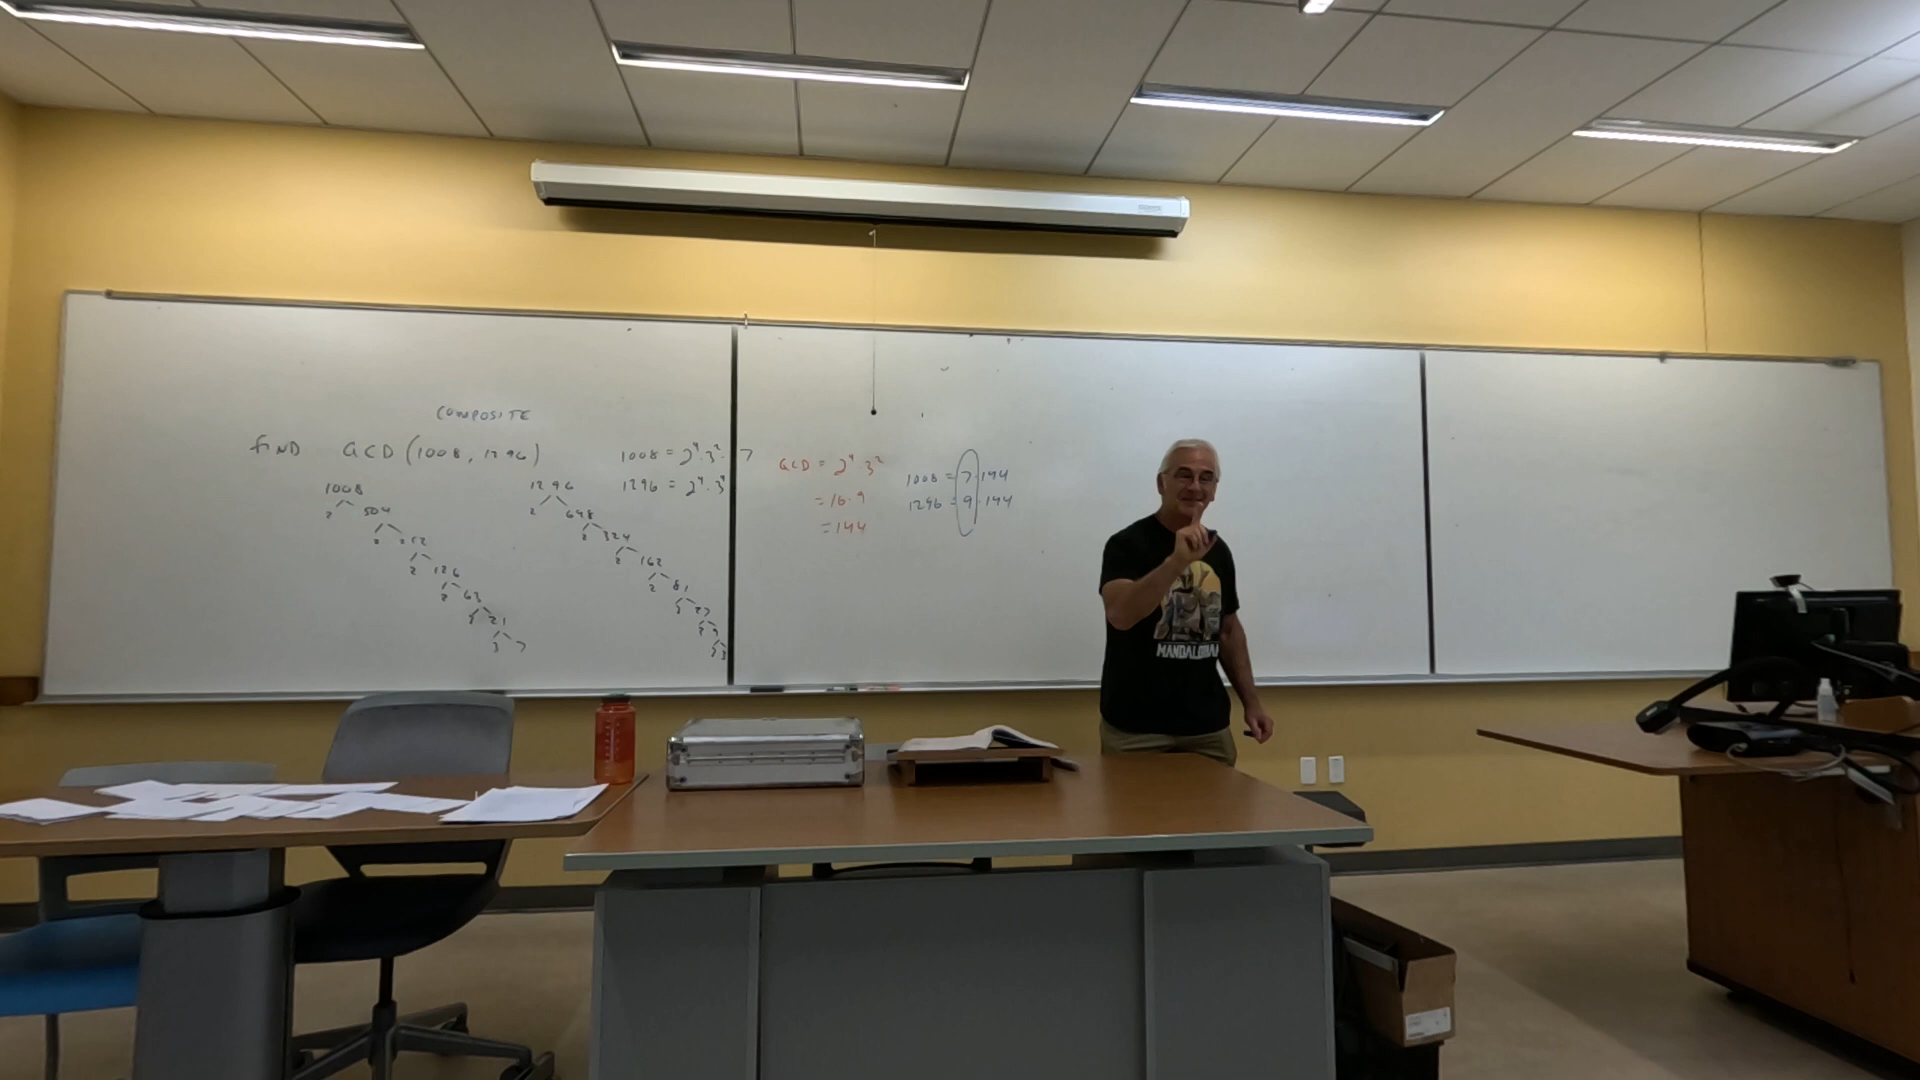 COMPOSITE
FIND GCD (1008, 1296)
1008
2 504
2 252
2 126
2 63
3 21
3 7
1296
2 648
2 324
2 162
2 81
3 27
3 9
3 3
1008 = 2⁴·3²·7
1296 = 2⁴·3⁴
GCD = 2⁴·3²
= 16·9
= 144
1008 = 7·144
1296 = 9·144
MANDALORIAN